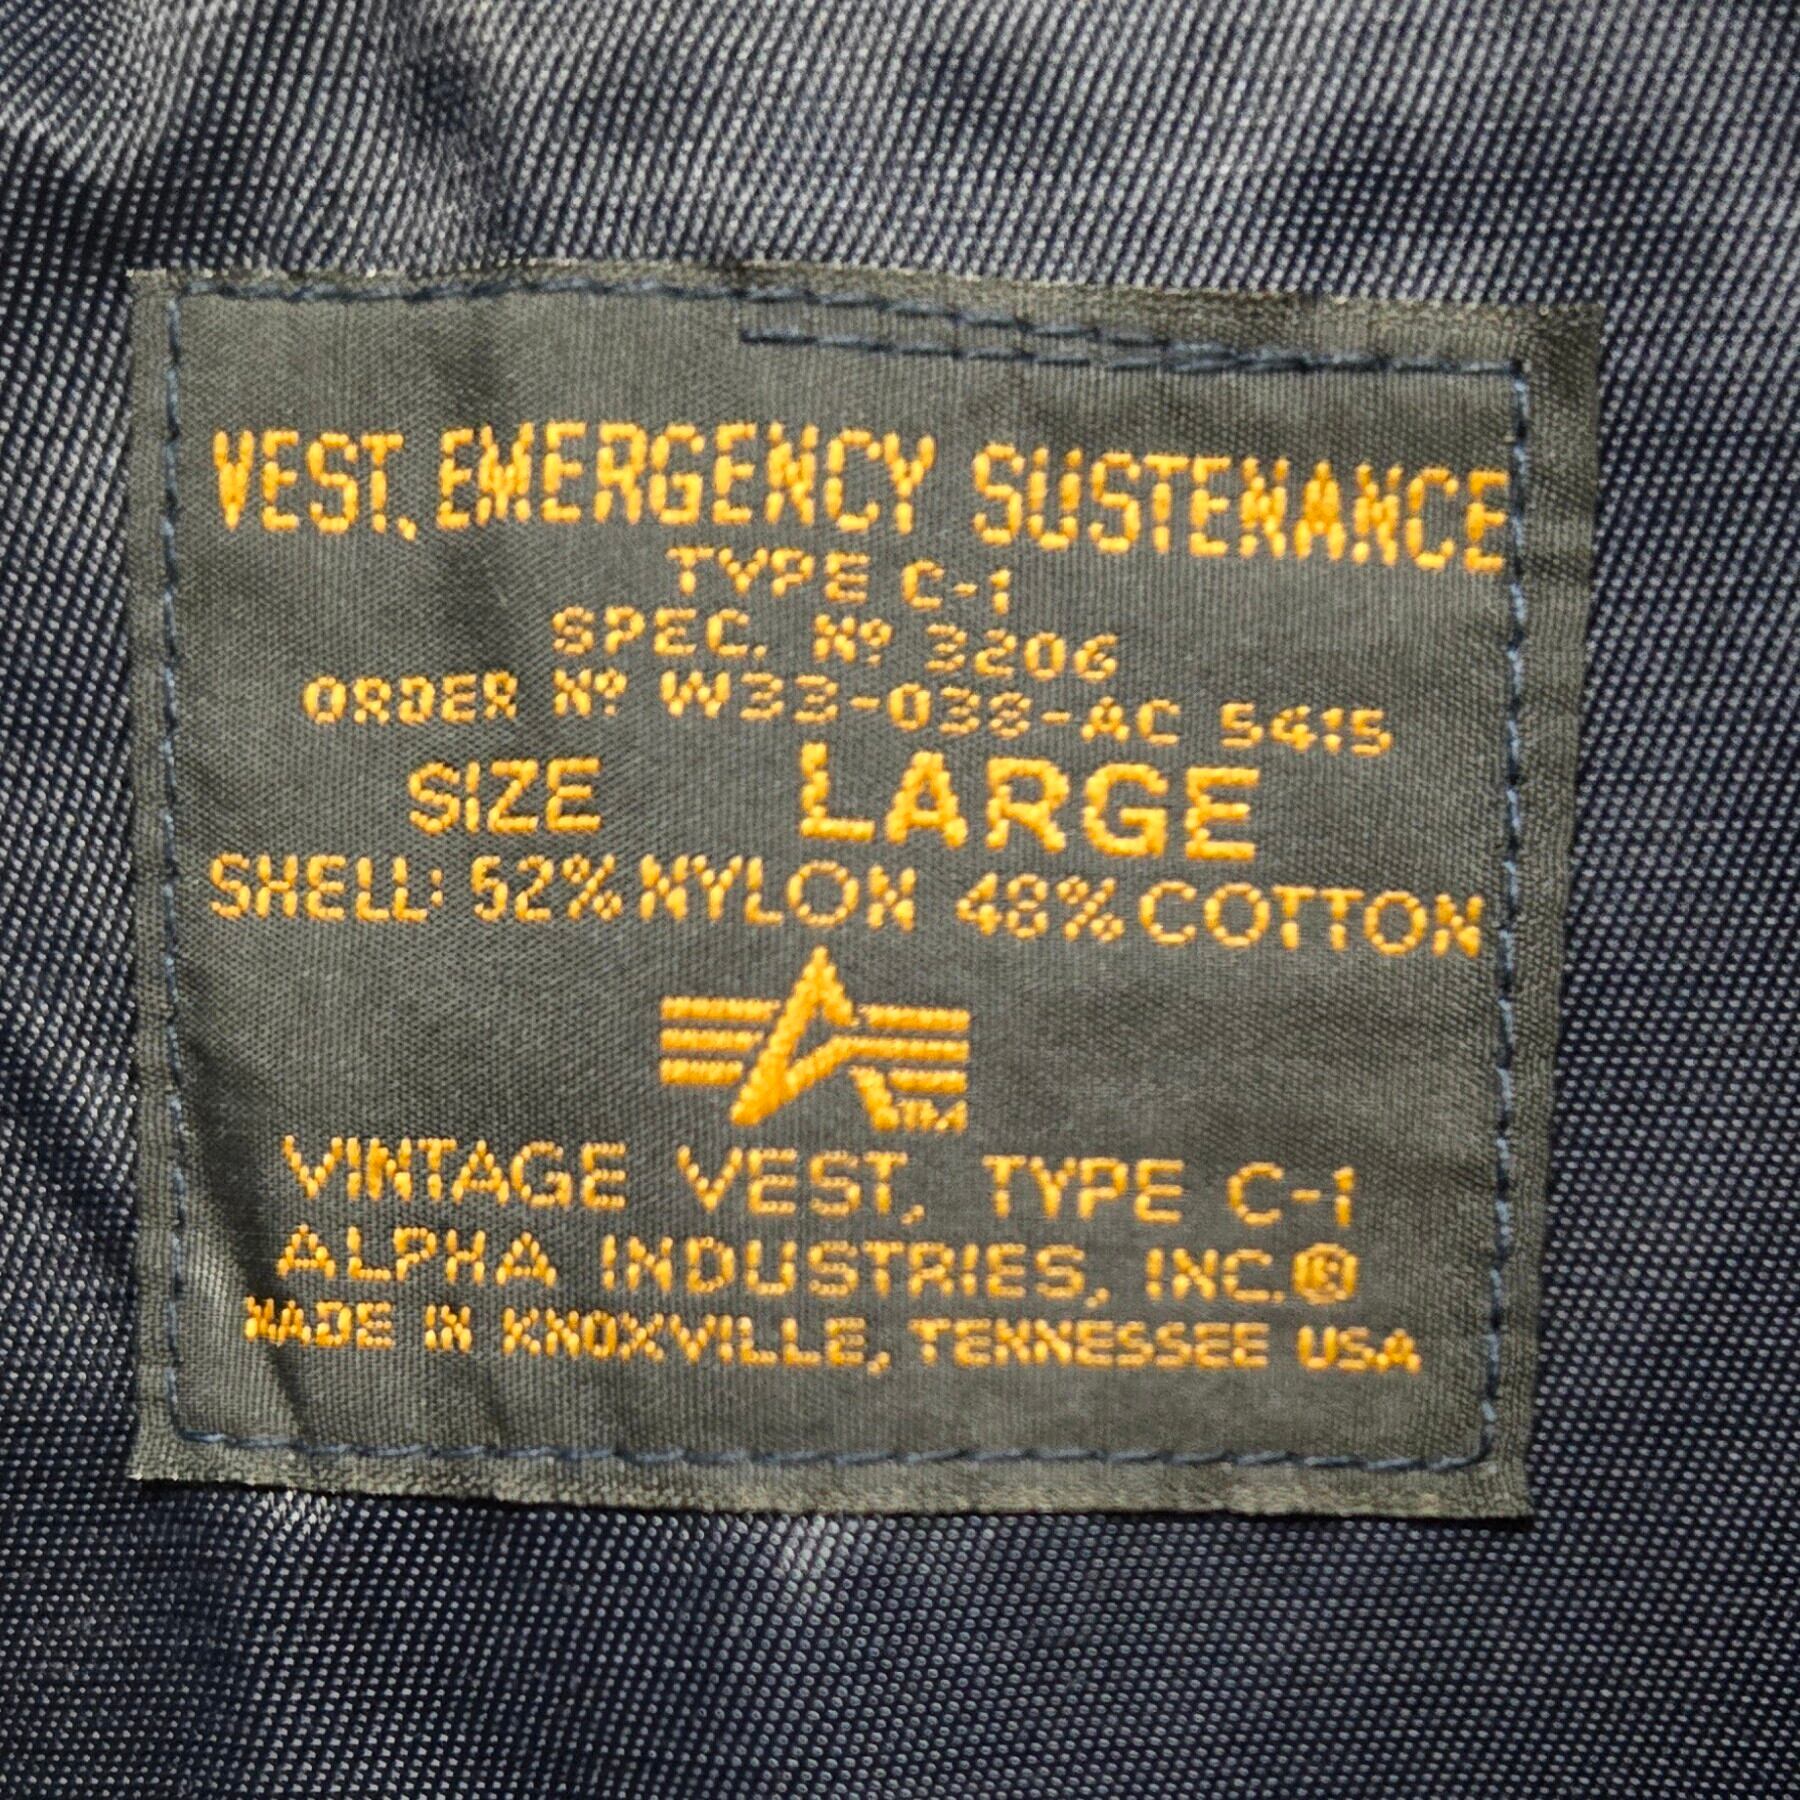 VEST, EMERGENCY SUSTENANCE
TYPE C-1
SPEC. Nº 3206
ORDER Nº W33-038-AC 5415
SIZE LARGE
SHELL: 52% NYLON 48% COTTON
TM
VINTAGE VEST, TYPE C-1
ALPHA INDUSTRIES, INC.®
MADE IN KNOXVILLE, TENNESSEE USA